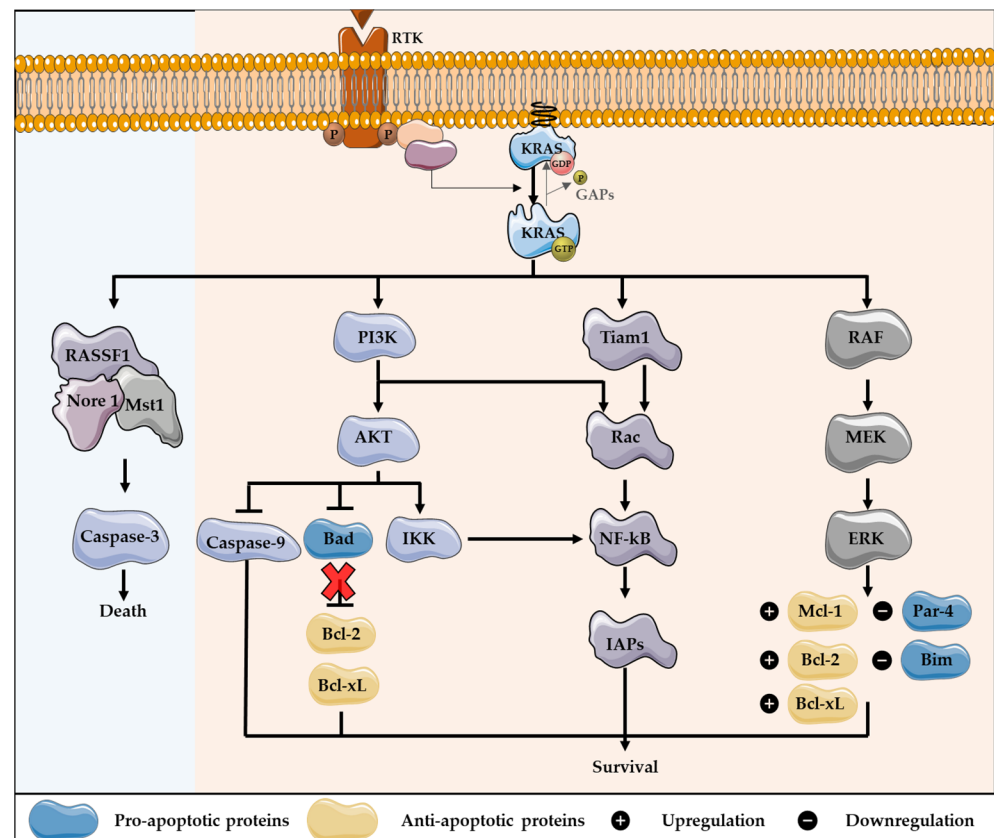 RTK
P
P
KRAS
GDP
P
GAPs
KRAS
GTP
RASSF1
Nore 1
Mst1
PI3K
Tiam1
RAF
AKT
Rac
MEK
Caspase-3
Caspase-9
Bad
IKK
NF-kB
ERK
Death
Bcl-2
Bcl-xL
IAPs
+ Mcl-1
− Par-4
+ Bcl-2
− Bim
+ Bcl-xL
Survival
Pro-apoptotic proteins
Anti-apoptotic proteins
+ Upregulation
− Downregulation